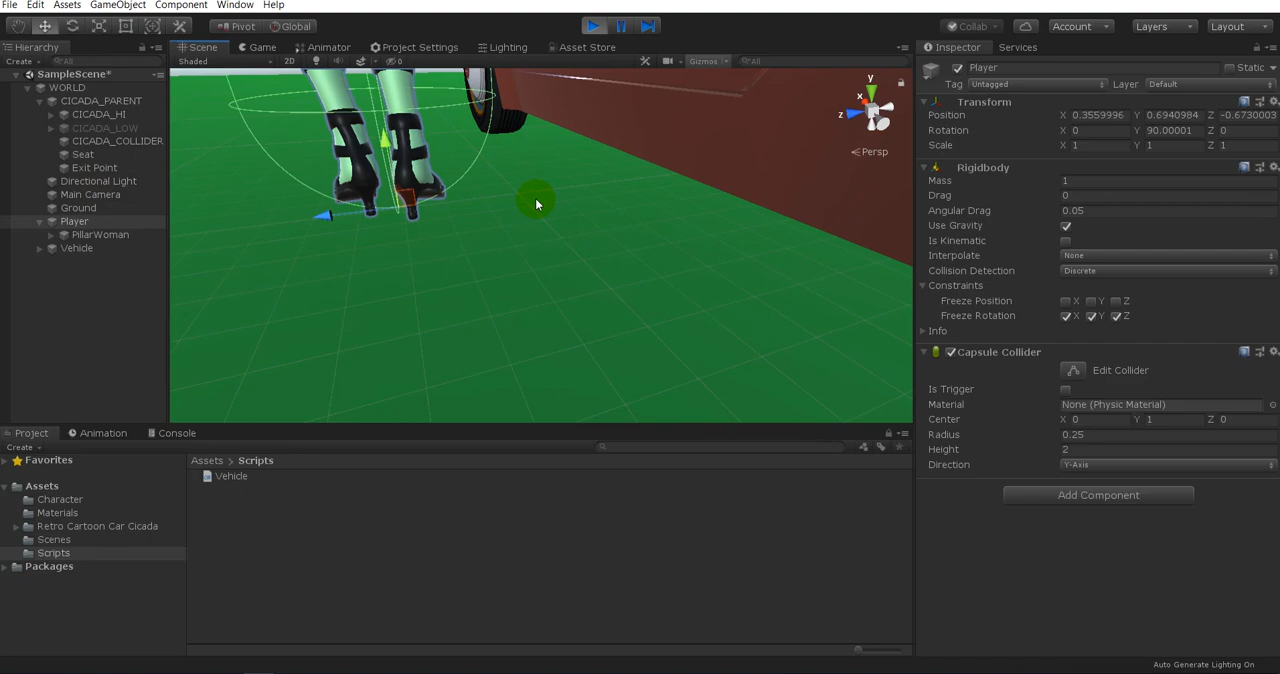 File Edit Assets GameObject Component Window Help
Pivot Global Collab Account Layers Layout
Hierarchy
Create All
SampleScene*
WORLD
CICADA_PARENT
CICADA_HI
CICADA_LOW
CICADA_COLLIDER
Seat
Exit Point
Directional Light
Main Camera
Ground
Player
PillarWoman
Vehicle
Scene Game Animator Project Settings Lighting Asset Store
Shaded 2D 0 Gizmos All
y
x
z
Persp
Inspector Services
Player Static
Tag Untagged Layer Default
Transform
Position X 0.3559996 Y 0.6940984 Z -0.6730003
Rotation X 0 Y 90.00001 Z 0
Scale X 1 Y 1 Z 1
Rigidbody
Mass 1
Drag 0
Angular Drag 0.05
Use Gravity
Is Kinematic
Interpolate None
Collision Detection Discrete
Constraints
Freeze Position X Y Z
Freeze Rotation X Y Z
Info
Capsule Collider
Edit Collider
Is Trigger
Material None (Physic Material)
Center X 0 Y 1 Z 0
Radius 0.25
Height 2
Direction Y-Axis
Add Component
Project Animation Console
Create
Favorites
Assets
Character
Materials
Retro Cartoon Car Cicada
Scenes
Scripts
Packages
Assets > Scripts
Vehicle
Auto Generate Lighting On